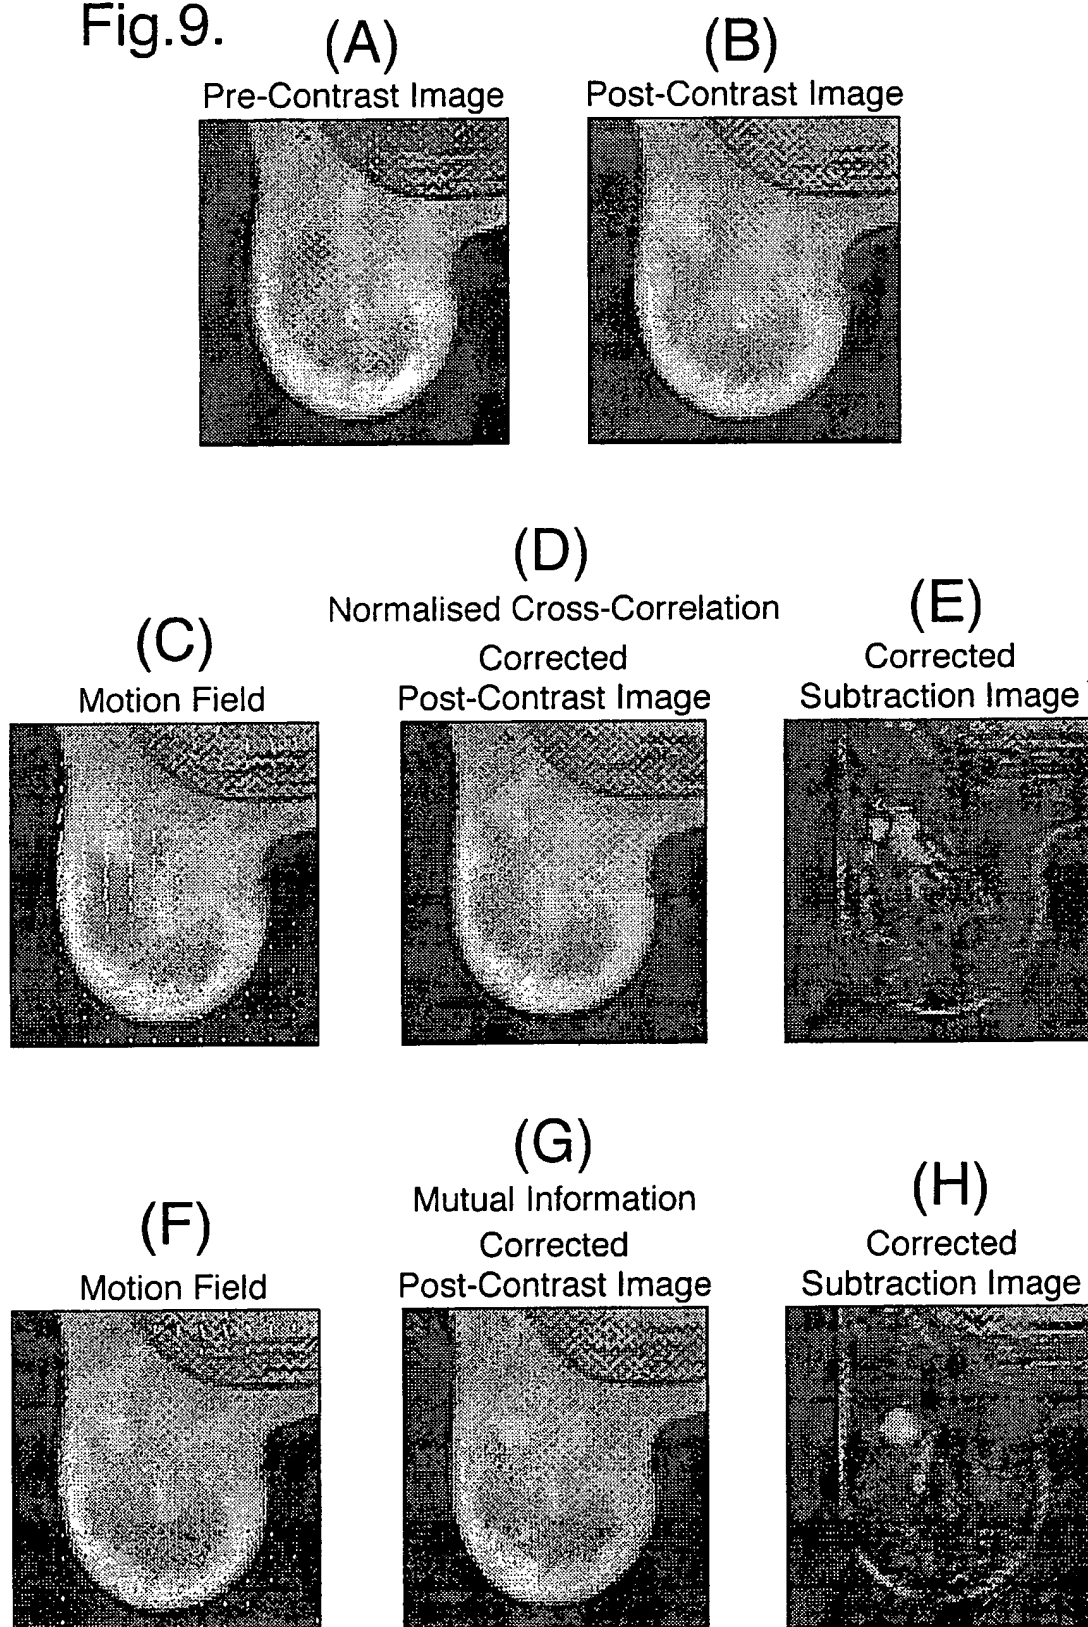 Fig.9.
(A)
Pre-Contrast Image
(B)
Post-Contrast Image
(C)
Motion Field
(D)
Normalised Cross-Correlation
Corrected
Post-Contrast Image
(E)
Corrected
Subtraction Image
(F)
Motion Field
(G)
Mutual Information
Corrected
Post-Contrast Image
(H)
Corrected
Subtraction Image